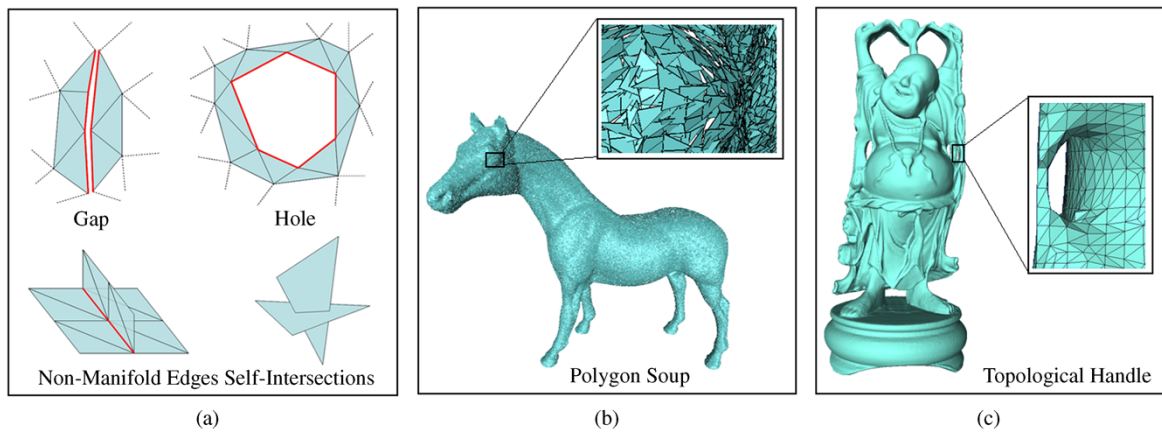 Gap
Hole
Non-Manifold Edges Self-Intersections
Polygon Soup
Topological Handle
(a)
(b)
(c)